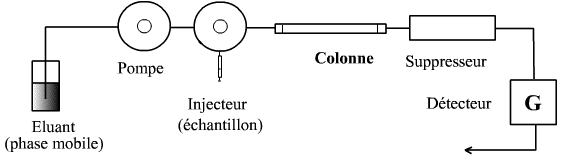 Pompe
Colonne
Suppresseur
Injecteur
(échantillon)
Détecteur
G
Eluant
(phase mobile)